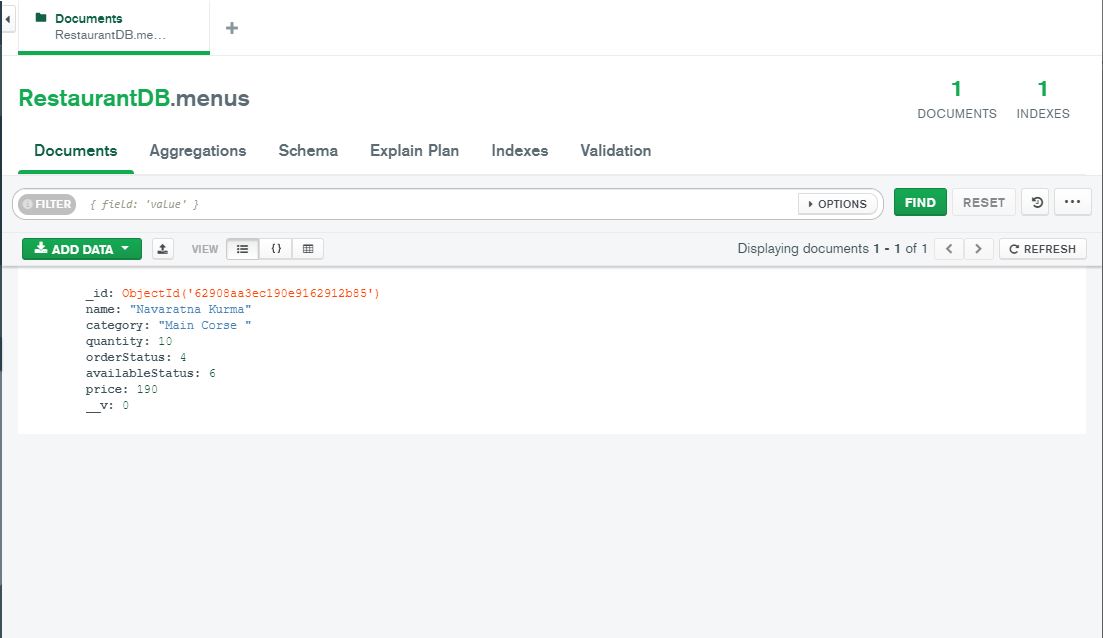 Documents
RestaurantDB.me...
RestaurantDB.menus
1
DOCUMENTS
1
INDEXES
Documents Aggregations Schema Explain Plan Indexes Validation
FILTER { field: 'value' } OPTIONS FIND RESET
ADD DATA VIEW Displaying documents 1 - 1 of 1 REFRESH
_id: ObjectId('62908aa3ec190e9162912b85')
name: "Navaratna Kurma"
category: "Main Corse "
quantity: 10
orderStatus: 4
availableStatus: 6
price: 190
__v: 0